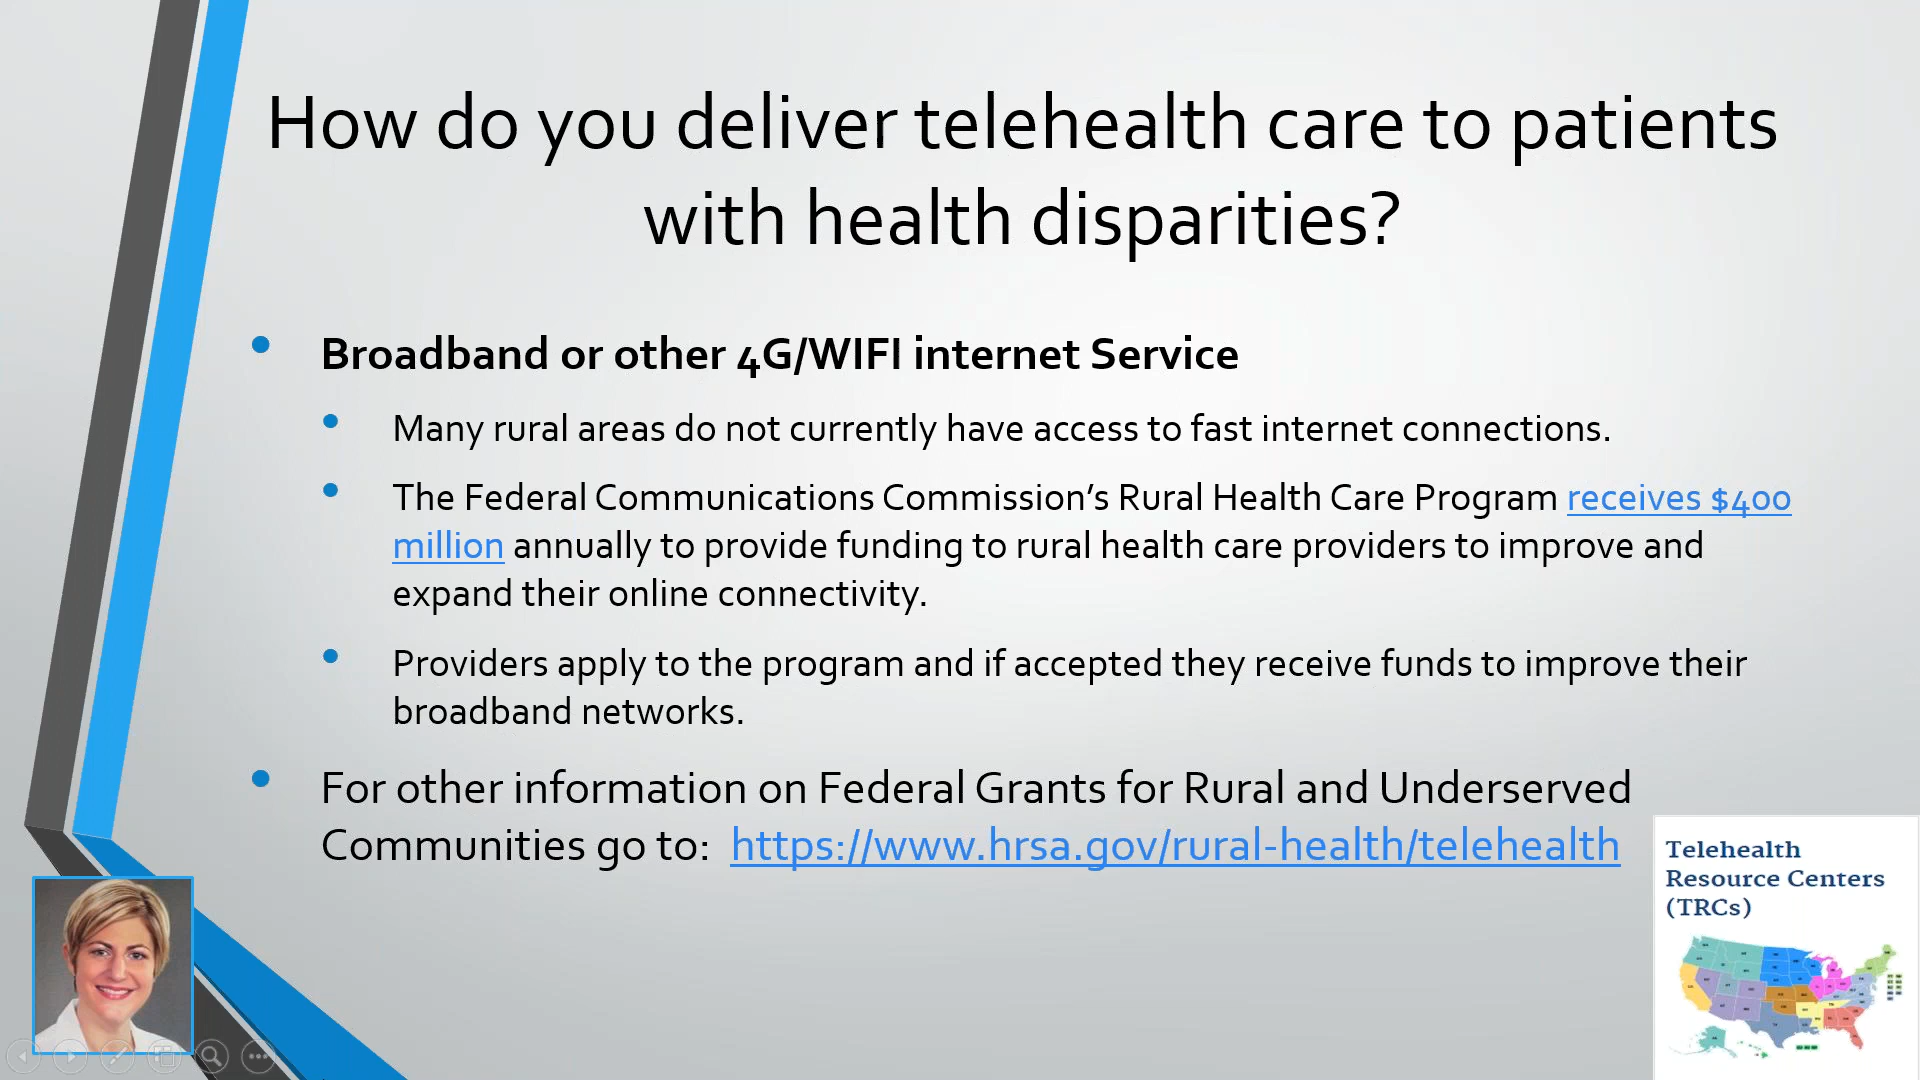 How do you deliver telehealth care to patients
with health disparities?
Broadband or other 4G/WIFI internet Service
Many rural areas do not currently have access to fast internet connections.
The Federal Communications Commission’s Rural Health Care Program receives $400
million annually to provide funding to rural health care providers to improve and
expand their online connectivity.
Providers apply to the program and if accepted they receive funds to improve their
broadband networks.
For other information on Federal Grants for Rural and Underserved
Communities go to:  https://www.hrsa.gov/rural-health/telehealth
Telehealth
Resource Centers
(TRCs)